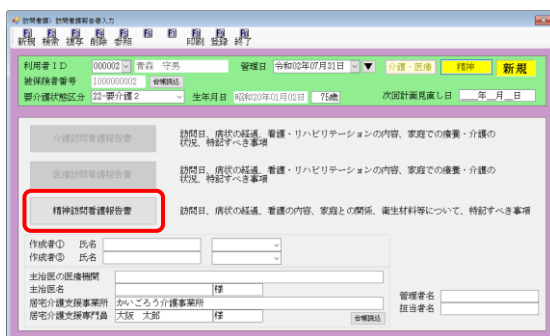 訪問看護) 訪問看護報告書入力
新規 検索 複写 削除 参照 印刷 登録 終了
利用者ID 000002 青森 守男 管理日 令和02年07月31日 ▼ 介護・医療 精神 新規
被保険者番号 1000000002 台帳読込
要介護状態区分 22-要介護2 生年月日 昭和20年01月02日 75歳 次回計画見直し日 __年_月_日
介護訪問看護報告書 訪問日、病状の経過、看護・リハビリテーションの内容、家庭での療養・介護の
状況、特記すべき事項
医療訪問看護報告書 訪問日、病状の経過、看護・リハビリテーションの内容、家庭での療養・介護の
状況、特記すべき事項
精神訪問看護報告書 訪問日、病状の経過、看護の内容、家庭との関係、衛生材料等について、特記すべき事項
作成者① 氏名
作成者② 氏名
主治医の医療機関
主治医名 様
居宅介護支援事業所 かいごろう介護事業所
居宅介護支援専門員 大阪 太郎 様 台帳読込
管理者名
担当者名